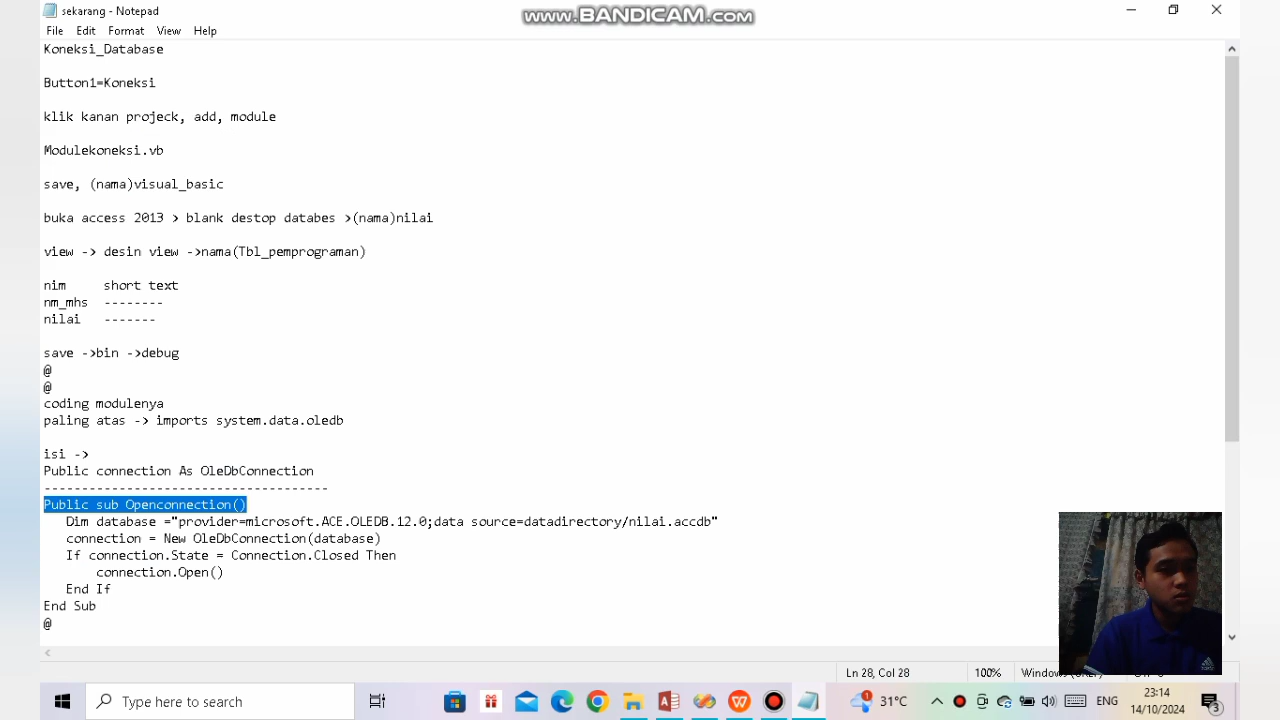 sekarang - Notepad
www.BANDICAM.com
File Edit Format View Help
Koneksi_Database
Button1=Koneksi
klik kanan projeck, add, module
Modulekoneksi.vb
save, (nama)visual_basic
buka access 2013 > blank destop databes >(nama)nilai
view -> desin view ->nama(Tbl_pemprograman)
nim short text
nm_mhs --------
nilai -------
save ->bin ->debug
@
@
coding modulenya
paling atas -> imports system.data.oledb
isi ->
Public connection As OleDbConnection
--------------------------------------
Public sub Openconnection()
Dim database ="provider=microsoft.ACE.OLEDB.12.0;data source=datadirectory/nilai.accdb"
connection = New OleDbConnection(database)
If connection.State = Connection.Closed Then
connection.Open()
End If
End Sub
@
Ln 28, Col 28 100%
Type here to search
31°C
ENG
23:14
14/10/2024
3